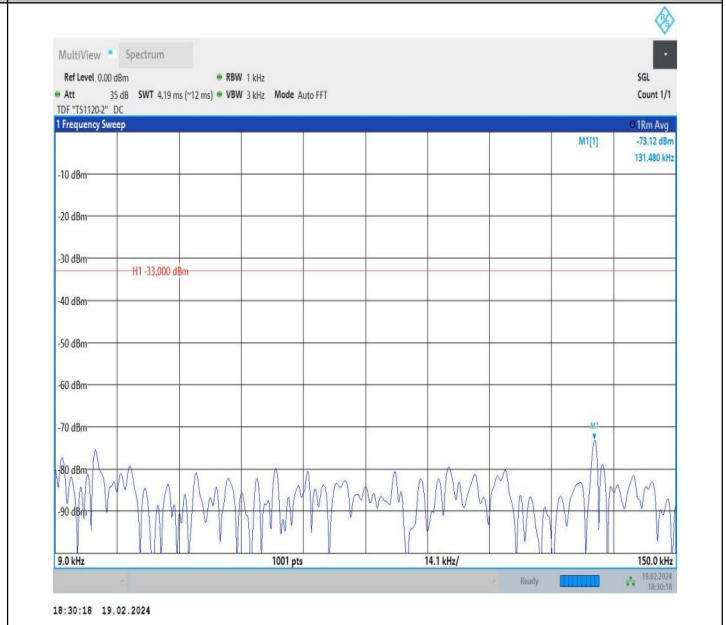 R S
MultiView Spectrum
Ref Level 0.00 dBm RBW 1 kHz SGL
Att 35 dB SWT 4.19 ms (~12 ms) VBW 3 kHz Mode Auto FFT Count 1/1
TDF "TS1120-2" DC
1 Frequency Sweep 1Rm Avg
M1[1] -73.12 dBm
131.480 kHz
-10 dBm
-20 dBm
-30 dBm
H1 -33.000 dBm
-40 dBm
-50 dBm
-60 dBm
-70 dBm
M1
-80 dBm
-90 dBm
9.0 kHz 1001 pts 14.1 kHz/ 150.0 kHz
Ready 19.02.2024
18:30:18
18:30:18 19.02.2024